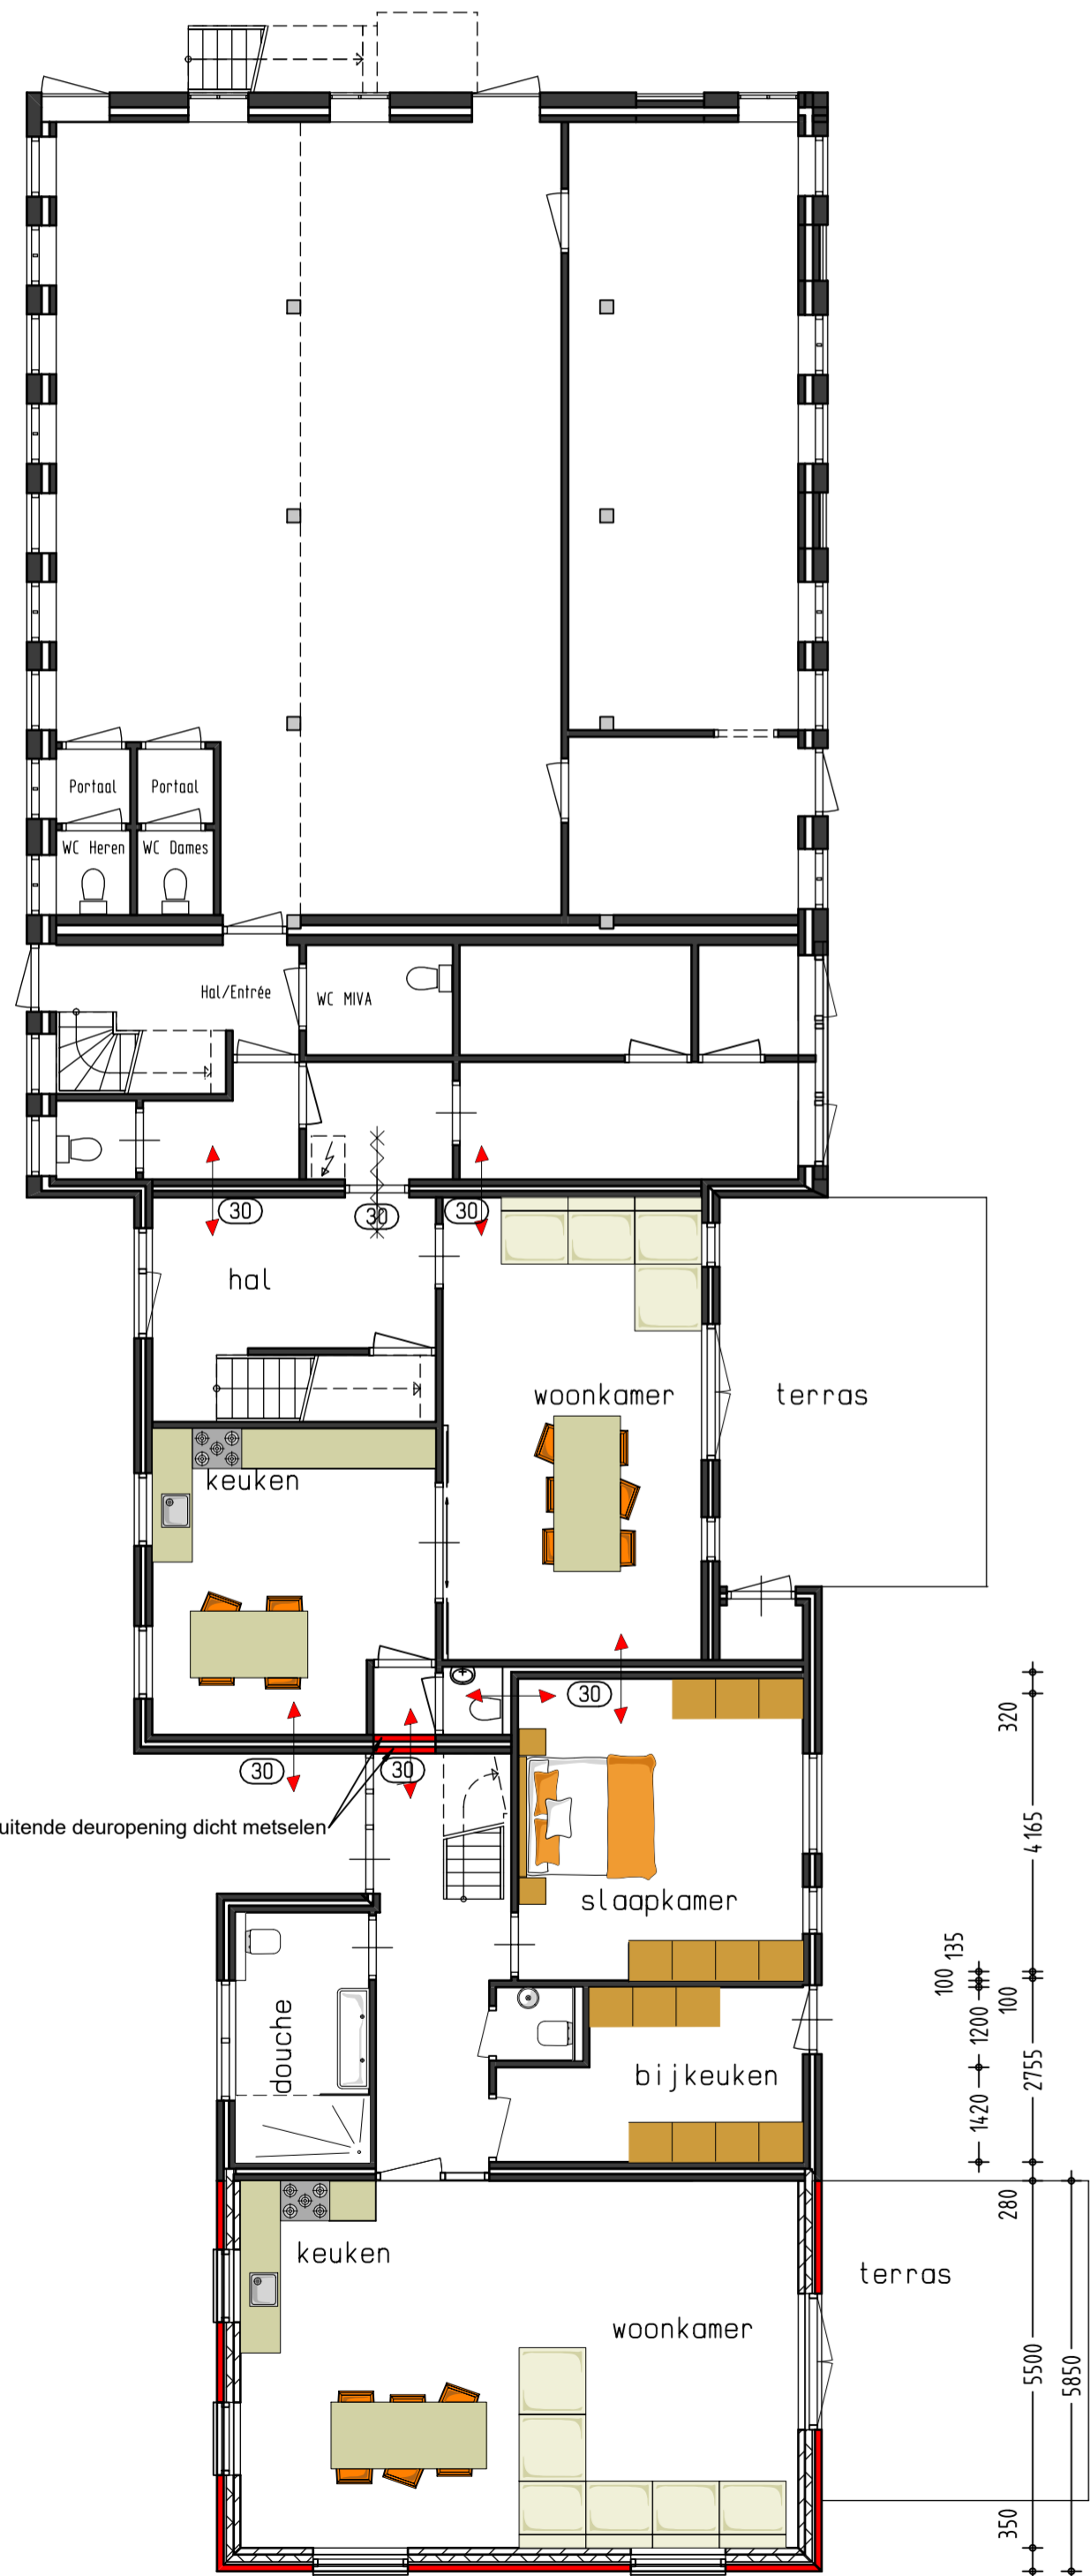 Portaal
Portaal
WC Heren
WC Dames
Hal/Entrée
WC MIVA
30
30
30
hal
woonkamer
terras
keuken
30
320
30
30
uitende deuropening dicht metselen
4165
slaapkamer
135
100
100
1200
douche
bijkeuken
2755
1420
280
keuken
terras
woonkamer
5500
5850
350